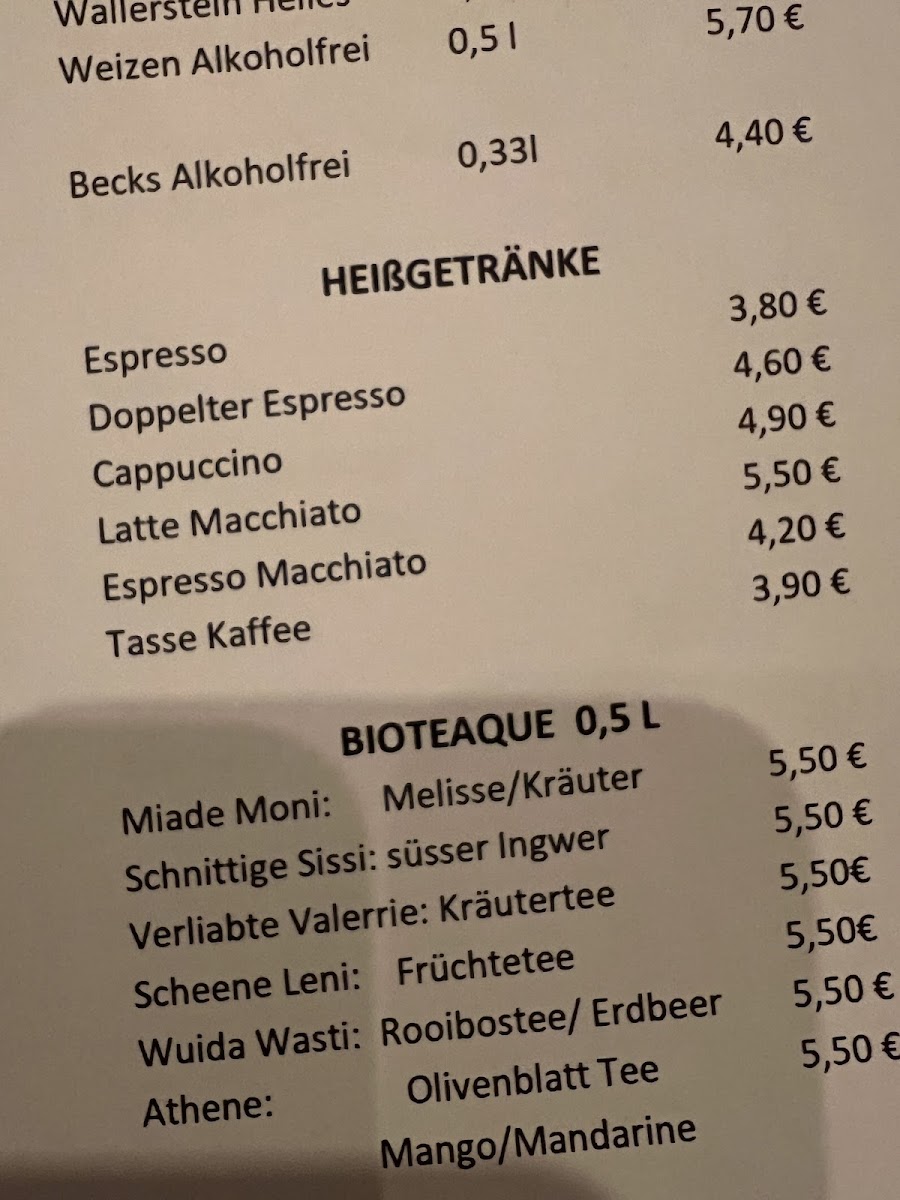 Wallerstein Helles
Weizen Alkoholfrei 0,5 l 5,70 €
Becks Alkoholfrei 0,33l 4,40 €
HEIßGETRÄNKE
Espresso 3,80 €
Doppelter Espresso 4,60 €
Cappuccino 4,90 €
Latte Macchiato 5,50 €
Espresso Macchiato 4,20 €
Tasse Kaffee 3,90 €
BIOTEAQUE 0,5 L
Miade Moni: Melisse/Kräuter 5,50 €
Schnittige Sissi: süsser Ingwer 5,50 €
Verliabte Valerrie: Kräutertee 5,50€
Scheene Leni: Früchtetee 5,50€
Wuida Wasti: Rooibostee/ Erdbeer 5,50 €
Athene: Olivenblatt Tee 5,50 €
Mango/Mandarine